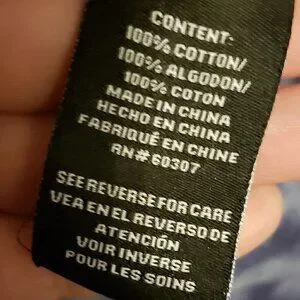 CONTENT:
100% COTTON/
100% ALGODON/
100% COTON
MADE IN CHINA
HECHO EN CHINA
FABRIQUÉ EN CHINE
RN# 60307
SEE REVERSE FOR CARE
VEA EN EL REVERSO DE
ATENCIÓN
VOIR INVERSE
POUR LES SOINS